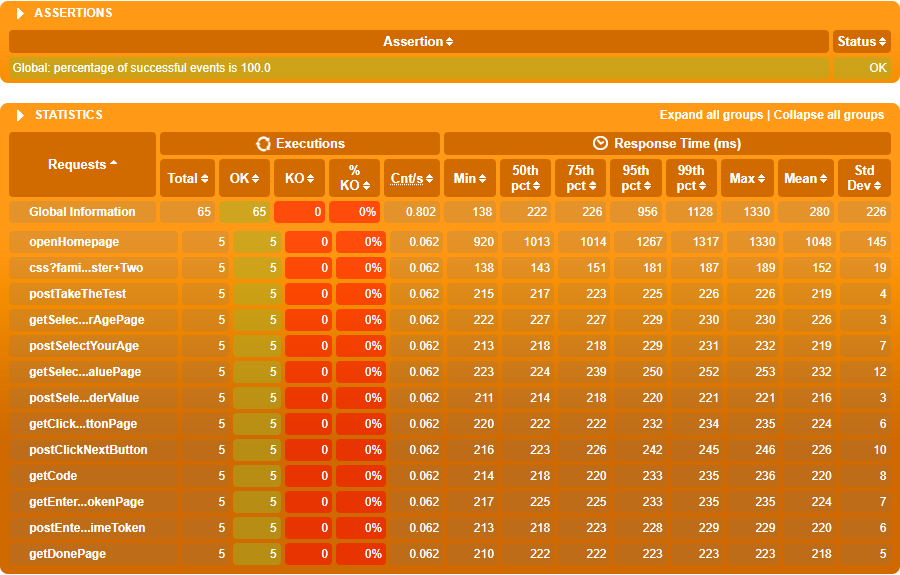 ASSERTIONS
Assertion Status
Global: percentage of successful events is 100.0 OK
STATISTICS Expand all groups | Collapse all groups
Requests Executions Response Time (ms)
Total OK KO % KO Cnt/s Min 50th pct 75th pct 95th pct 99th pct Max Mean Std Dev
Global Information 65 65 0 0% 0.802 138 222 226 956 1128 1330 280 226
openHomepage 5 5 0 0% 0.062 920 1013 1014 1267 1317 1330 1048 145
css?fami...ster+Two 5 5 0 0% 0.062 138 143 151 181 187 189 152 19
postTakeTheTest 5 5 0 0% 0.062 215 217 223 225 226 226 219 4
getSelec...rAgePage 5 5 0 0% 0.062 222 227 227 229 230 230 226 3
postSelectYourAge 5 5 0 0% 0.062 213 218 218 229 231 232 219 7
getSelec...aluePage 5 5 0 0% 0.062 223 224 239 250 252 253 232 12
postSele...derValue 5 5 0 0% 0.062 211 214 218 220 221 221 216 3
getClick...ttonPage 5 5 0 0% 0.062 220 222 222 232 234 235 224 6
postClickNextButton 5 5 0 0% 0.062 216 223 226 242 245 246 226 10
getCode 5 5 0 0% 0.062 214 218 220 233 235 236 220 8
getEnter...okenPage 5 5 0 0% 0.062 217 225 225 233 235 235 224 7
postEnte...imeToken 5 5 0 0% 0.062 213 218 223 228 229 229 220 6
getDonePage 5 5 0 0% 0.062 210 222 222 223 223 223 218 5